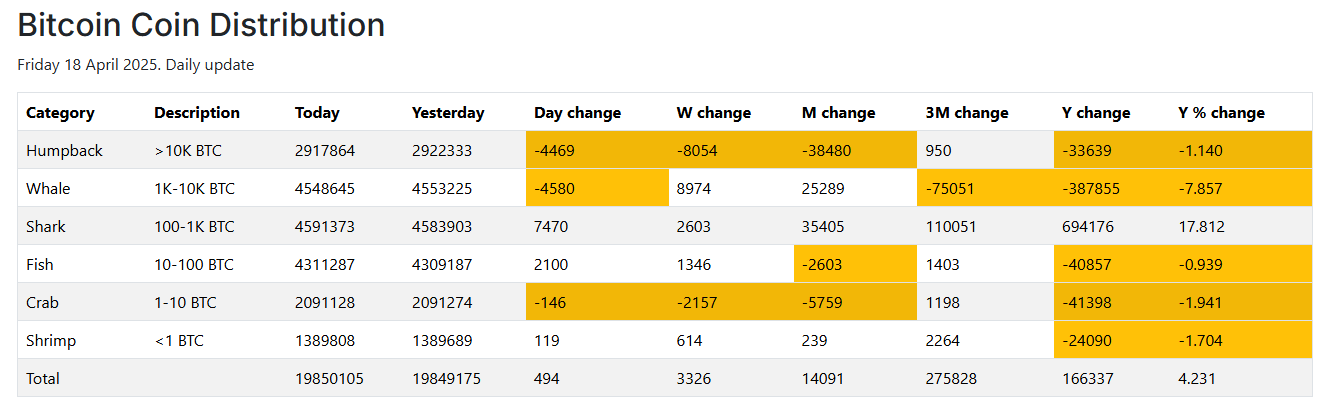 Bitcoin Coin Distribution
Friday 18 April 2025. Daily update
Category Description Today Yesterday Day change W change M change 3M change Y change Y % change
Humpback >10K BTC 2917864 2922333 -4469 -8054 -38480 950 -33639 -1.140
Whale 1K-10K BTC 4548645 4553225 -4580 8974 25289 -75051 -387855 -7.857
Shark 100-1K BTC 4591373 4583903 7470 2603 35405 110051 694176 17.812
Fish 10-100 BTC 4311287 4309187 2100 1346 -2603 1403 -40857 -0.939
Crab 1-10 BTC 2091128 2091274 -146 -2157 -5759 1198 -41398 -1.941
Shrimp <1 BTC 1389808 1389689 119 614 239 2264 -24090 -1.704
Total 19850105 19849175 494 3326 14091 275828 166337 4.231